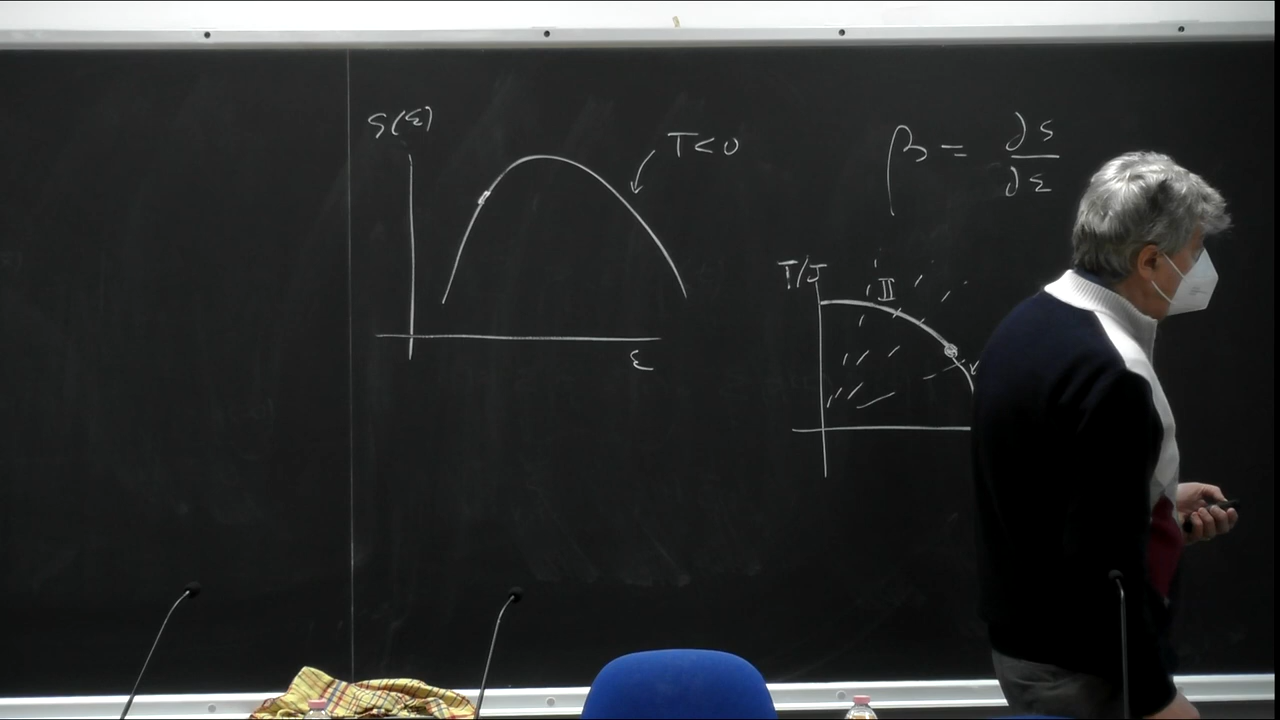 S(ε)
T<0
ε
β = ∂s/∂ε
T/J
II